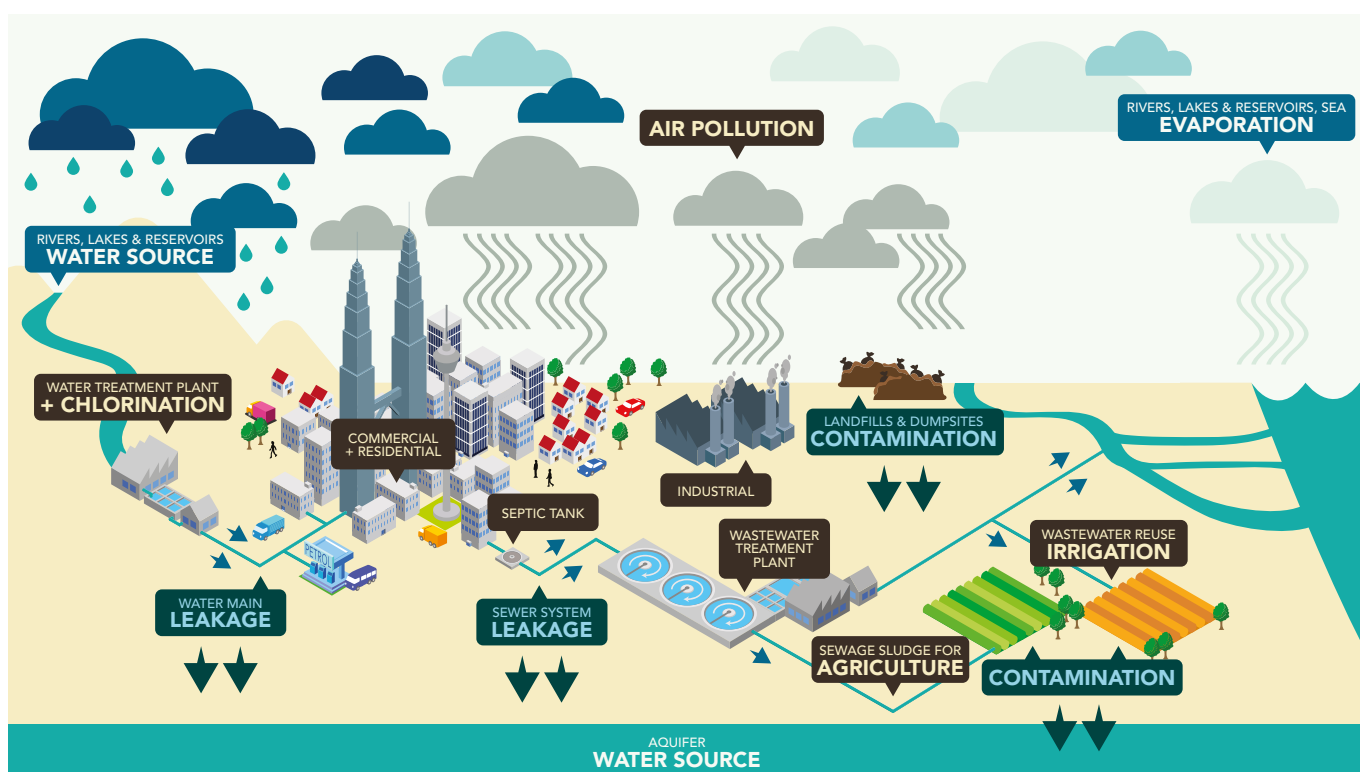 RIVERS, LAKES & RESERVOIRS, SEA
EVAPORATION
AIR POLLUTION
RIVERS, LAKES & RESERVOIRS
WATER SOURCE
WATER TREATMENT PLANT
+ CHLORINATION
COMMERCIAL
+ RESIDENTIAL
LANDFILLS & DUMPSITES
CONTAMINATION
INDUSTRIAL
SEPTIC TANK
WASTEWATER
TREATMENT
PLANT
WASTEWATER REUSE
IRRIGATION
PETROL
WATER MAIN
LEAKAGE
SEWER SYSTEM
LEAKAGE
SEWAGE SLUDGE FOR
AGRICULTURE
CONTAMINATION
AQUIFER
WATER SOURCE